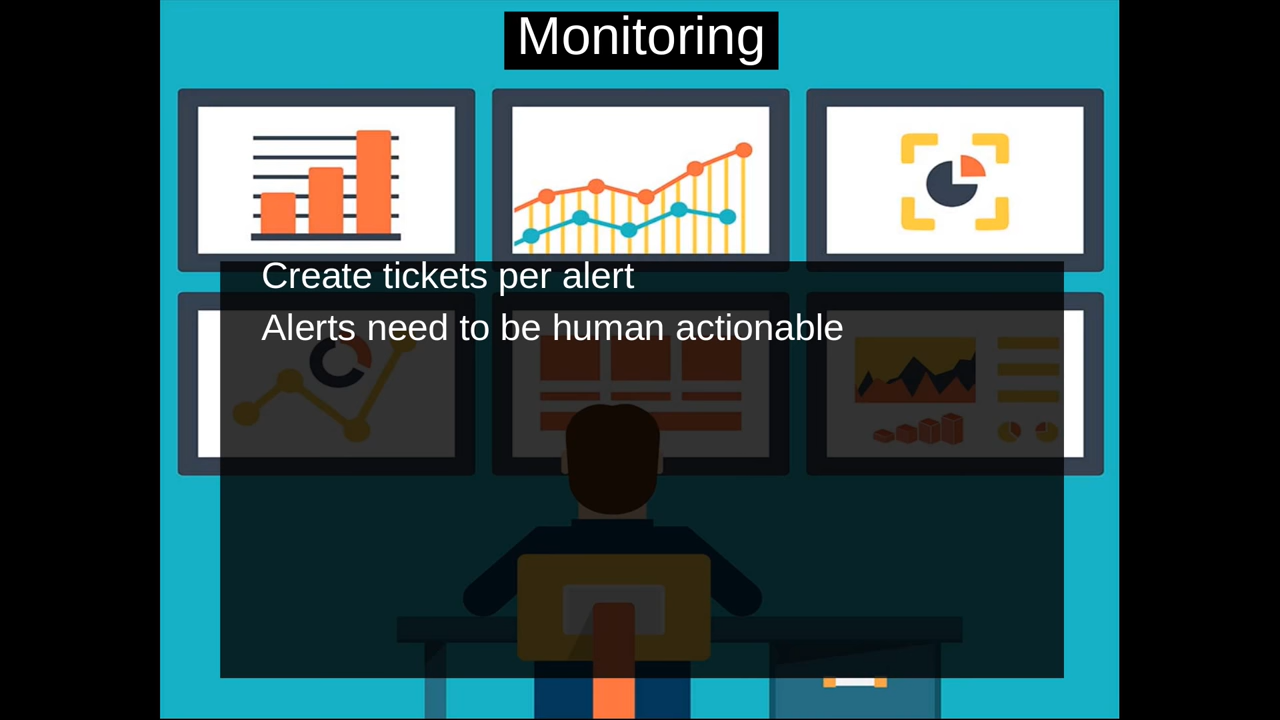 Monitoring
Create tickets per alert
Alerts need to be human actionable